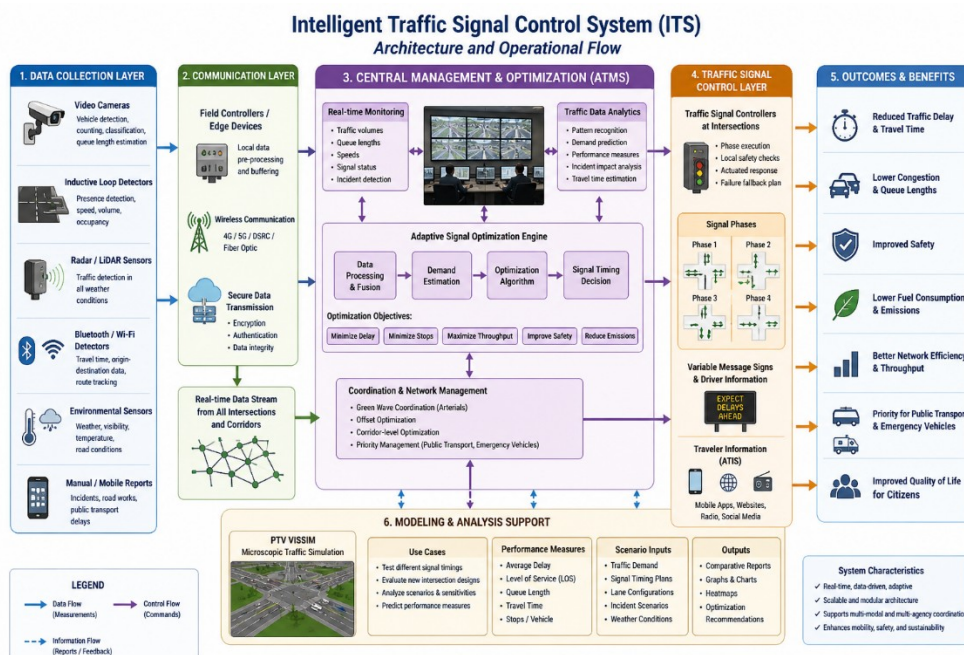 Intelligent Traffic Signal Control System (ITS)
Architecture and Operational Flow
1. DATA COLLECTION LAYER
Video Cameras
Vehicle detection,
counting, classification,
queue length estimation
Inductive Loop Detectors
Presence detection,
speed, volume,
occupancy
Radar / LiDAR Sensors
Traffic detection in
all weather
conditions
Bluetooth / Wi-Fi
Detectors
Travel time, origin-
destination data,
route tracking
Environmental Sensors
Weather, visibility,
temperature,
road conditions
Manual / Mobile Reports
Incidents, road works,
public transport
delays
2. COMMUNICATION LAYER
Field Controllers /
Edge Devices
Local data
pre-processing
and buffering
Wireless Communication
4G / 5G / DSRC /
Fiber Optic
Secure Data
Transmission
• Encryption
• Authentication
• Data integrity
Real-time Data Stream
from All Intersections
and Corridors
3. CENTRAL MANAGEMENT & OPTIMIZATION (ATMS)
Real-time Monitoring
• Traffic volumes
• Queue lengths
• Speeds
• Signal status
• Incident detection
Traffic Data Analytics
• Pattern recognition
• Demand prediction
• Performance measures
• Incident impact analysis
• Travel time estimation
Adaptive Signal Optimization Engine
Data
Processing
& Fusion
Demand
Estimation
Optimization
Algorithm
Signal Timing
Decision
Optimization Objectives:
Minimize Delay
Minimize Stops
Maximize Throughput
Improve Safety
Reduce Emissions
Coordination & Network Management
• Green Wave Coordination (Arterials)
• Offset Optimization
• Corridor-level Optimization
• Priority Management (Public Transport, Emergency Vehicles)
4. TRAFFIC SIGNAL
CONTROL LAYER
Traffic Signal Controllers
at Intersections
• Phase execution
• Local safety checks
• Actuated response
• Failure fallback plan
Signal Phases
Phase 1
Phase 2
Phase 3
Phase 4
Variable Message Signs
& Driver Information
EXPECT
DELAYS
AHEAD
Traveler Information
(ATIS)
Mobile Apps, Websites,
Radio, Social Media
5. OUTCOMES & BENEFITS
Reduced Traffic Delay
& Travel Time
Lower Congestion
& Queue Lengths
Improved Safety
Lower Fuel Consumption
& Emissions
Better Network Efficiency
& Throughput
Priority for Public Transport
& Emergency Vehicles
Improved Quality of Life
for Citizens
6. MODELING & ANALYSIS SUPPORT
PTV VISSIM
Microscopic Traffic Simulation
Use Cases
• Test different signal timings
• Evaluate new intersection designs
• Analyze scenarios & sensitivities
• Predict performance measures
Performance Measures
• Average Delay
• Level of Service (LOS)
• Queue Length
• Travel Time
• Stops / Vehicle
Scenario Inputs
• Traffic Demand
• Signal Timing Plans
• Lane Configurations
• Incident Scenarios
• Weather Conditions
Outputs
• Comparative Reports
• Graphs & Charts
• Heatmaps
• Optimization
Recommendations
LEGEND
Data Flow
(Measurements)
Control Flow
(Commands)
Information Flow
(Reports / Feedback)
System Characteristics
✓ Real-time, data-driven, adaptive
✓ Scalable and modular architecture
✓ Supports multi-modal and multi-agency coordination
✓ Enhances mobility, safety, and sustainability